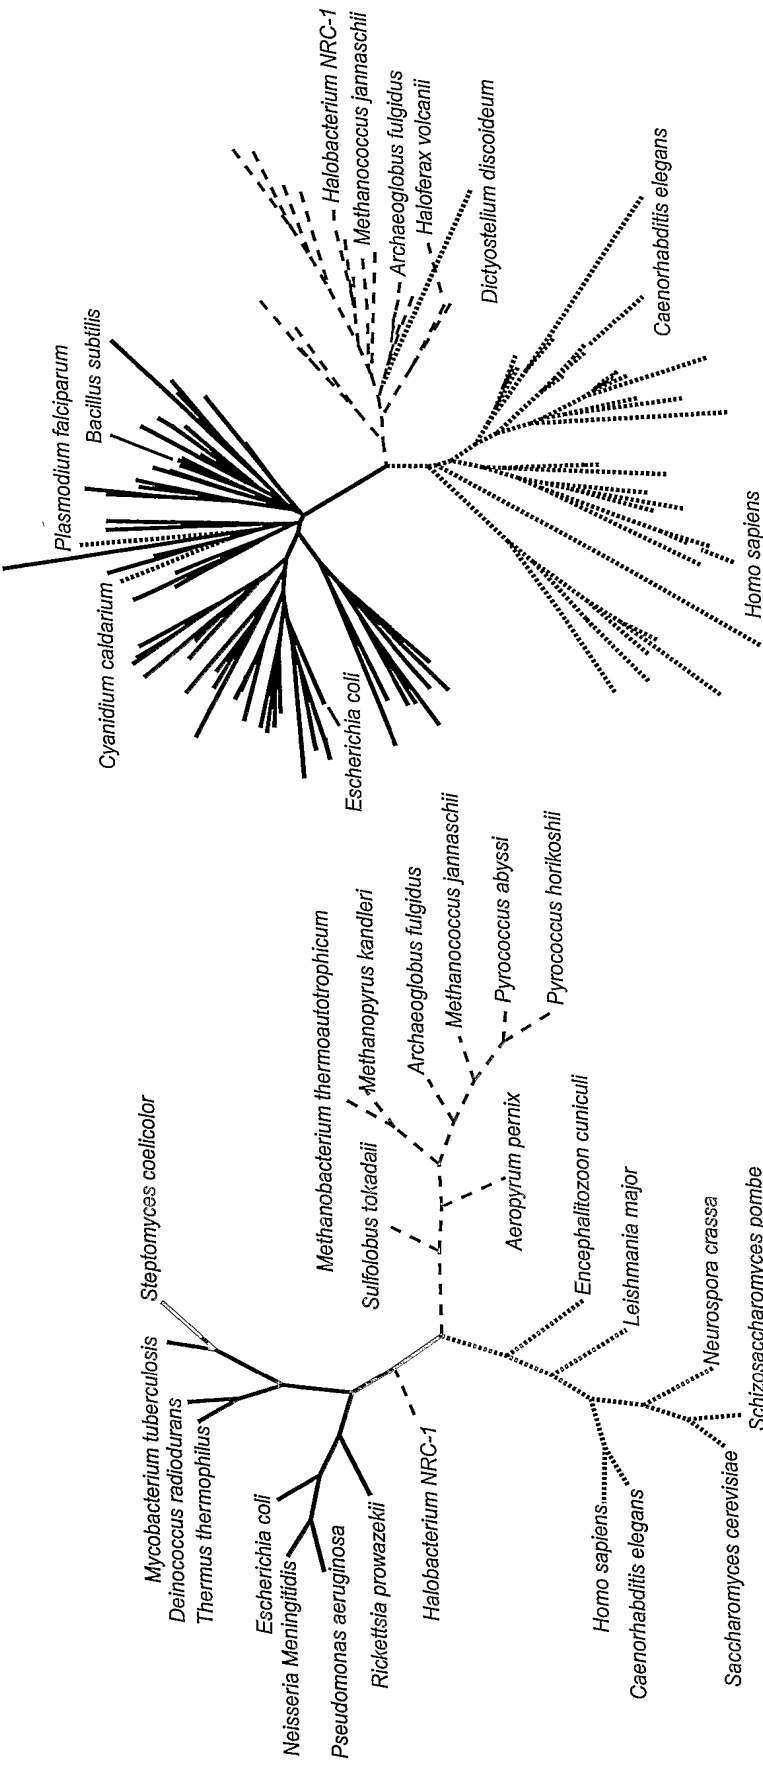 Halobacterium NRC-1
Methanococcus jannaschii
Archaeoglobus fulgidus
Haloferax volcanii
Dictyostelium discoideum
Caenorhabditis elegans
Plasmodium falciparum
Bacillus subtilis
Cyanidium caldarium
Escherichia coli
Homo sapiens
Steptomyces coelicolor
Mycobacterium tuberculosis
Deinococcus radiodurans
Thermus thermophilus
Escherichia coli
Neisseria Meningitidis
Pseudomonas aeruginosa
Rickettsia prowazekii
Halobacterium NRC-1
Methanobacterium thermoautotrophicum
Methanopyrus kandleri
Sulfolobus tokadaii
Archaeoglobus fulgidus
Methanococcus jannaschii
Pyrococcus abyssi
Pyrococcus horikoshii
Aeropyrum pernix
Encephalitozoon cuniculi
Leishmania major
Neurospora crassa
Schizosaccharomyces pombe
Saccharomyces cerevisiae
Homo sapiens
Caenorhabditis elegans